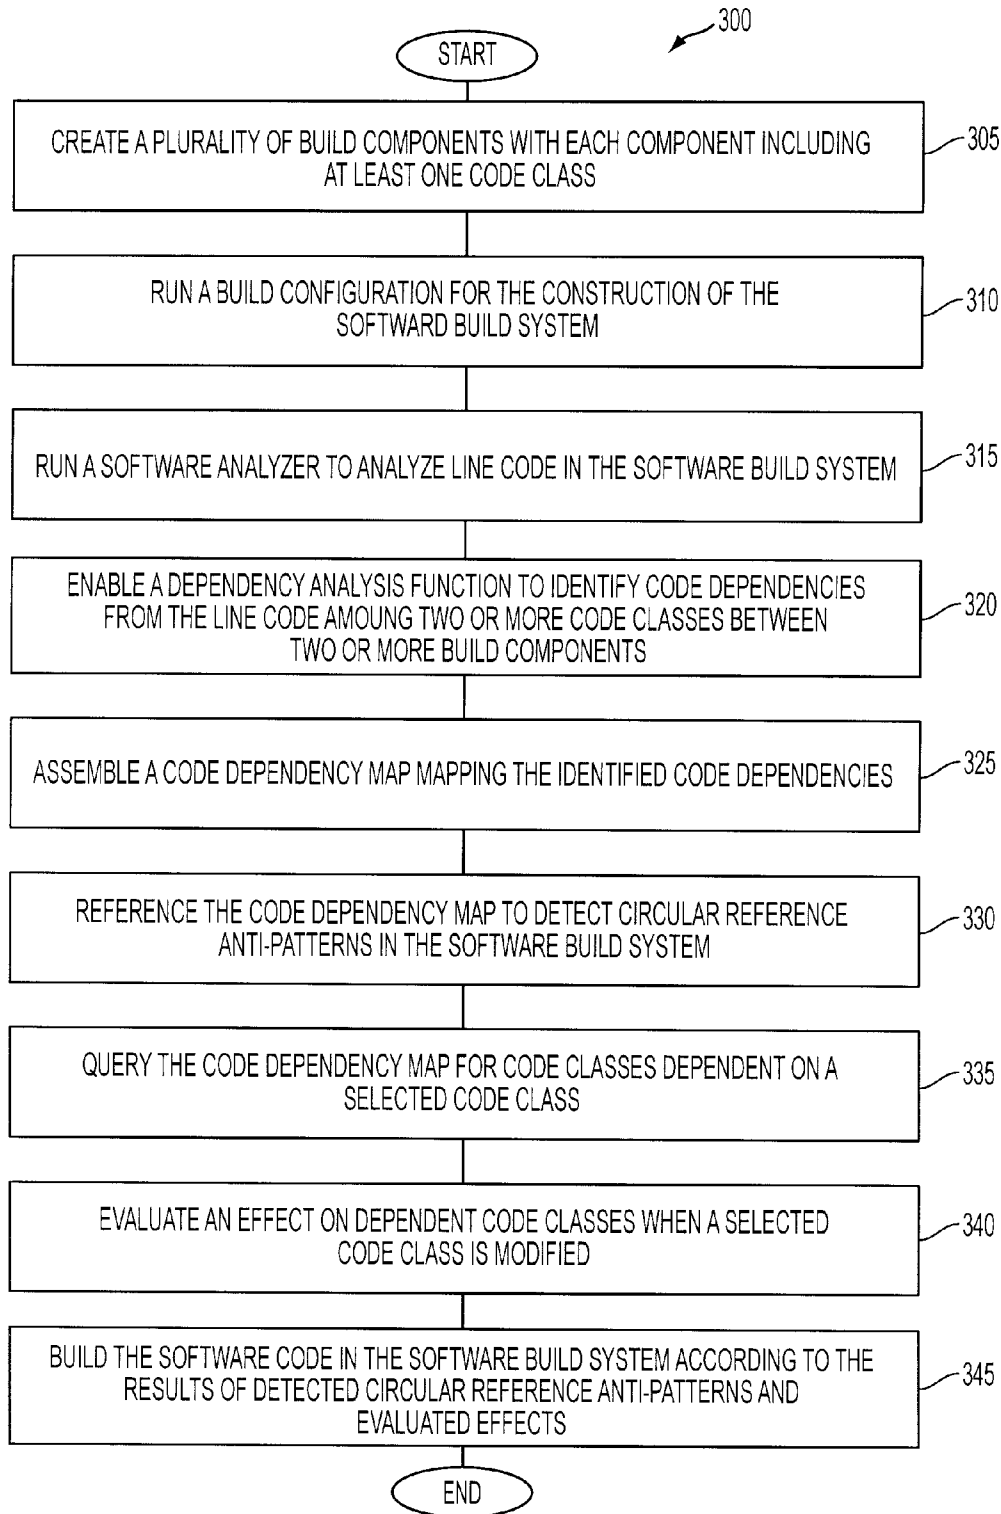 300
START
CREATE A PLURALITY OF BUILD COMPONENTS WITH EACH COMPONENT INCLUDING
AT LEAST ONE CODE CLASS
305
RUN A BUILD CONFIGURATION FOR THE CONSTRUCTION OF THE
SOFTWARD BUILD SYSTEM
310
RUN A SOFTWARE ANALYZER TO ANALYZE LINE CODE IN THE SOFTWARE BUILD SYSTEM
315
ENABLE A DEPENDENCY ANALYSIS FUNCTION TO IDENTIFY CODE DEPENDENCIES
FROM THE LINE CODE AMOUNG TWO OR MORE CODE CLASSES BETWEEN
TWO OR MORE BUILD COMPONENTS
320
ASSEMBLE A CODE DEPENDENCY MAP MAPPING THE IDENTIFIED CODE DEPENDENCIES
325
REFERENCE THE CODE DEPENDENCY MAP TO DETECT CIRCULAR REFERENCE
ANTI-PATTERNS IN THE SOFTWARE BUILD SYSTEM
330
QUERY THE CODE DEPENDENCY MAP FOR CODE CLASSES DEPENDENT ON A
SELECTED CODE CLASS
335
EVALUATE AN EFFECT ON DEPENDENT CODE CLASSES WHEN A SELECTED
CODE CLASS IS MODIFIED
340
BUILD THE SOFTWARE CODE IN THE SOFTWARE BUILD SYSTEM ACCORDING TO THE
RESULTS OF DETECTED CIRCULAR REFERENCE ANTI-PATTERNS AND
EVALUATED EFFECTS
345
END